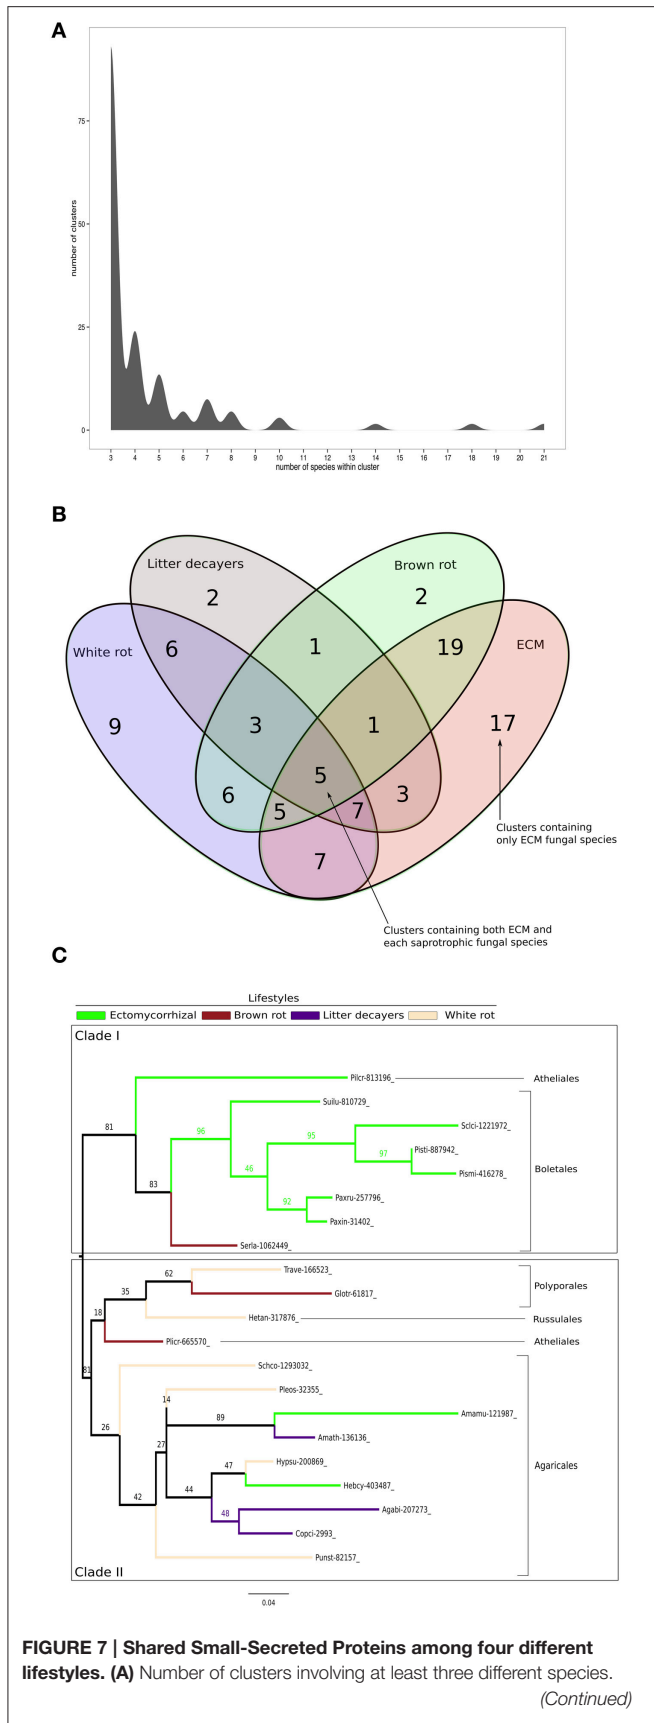 A
number of clusters
75
50
25
0
3 4 5 6 7 8 9 10 11 12 13 14 15 16 17 18 19 20 21
number of species within cluster
B
Litter decayers
Brown rot
White rot
ECM
2
2
6
1
19
9
3
1
17
5
6
5
7
3
7
Clusters containing
only ECM fungal species
Clusters containing both ECM and
each saprotrophic fungal species
C
Lifestyles
Ectomycorrhizal Brown rot Litter decayers White rot
Clade I
Pilcr-813196_ Atheliales
Suilu-810729_
Sclci-1221972_
Pisti-887942_
Pismi-416278_
Paxru-257796_
Paxin-31402_
Serla-1062449_
Boletales
81
96
95
97
46
83
92
Trave-166523_
Glotr-61817_
Polyporales
Hetan-317876_ Russulales
Plicr-665570_ Atheliales
Schco-1293032_
Pleos-32355_
Amamu-121987_
Amath-136136_
Hypsu-200869_
Hebcy-403487_
Agabi-207273_
Copci-2993_
Punst-82157_
Agaricales
62
35
18
81
14
89
26
27
47
44
42
48
Clade II
0.04
FIGURE 7 | Shared Small-Secreted Proteins among four different
lifestyles. (A) Number of clusters involving at least three different species.
(Continued)